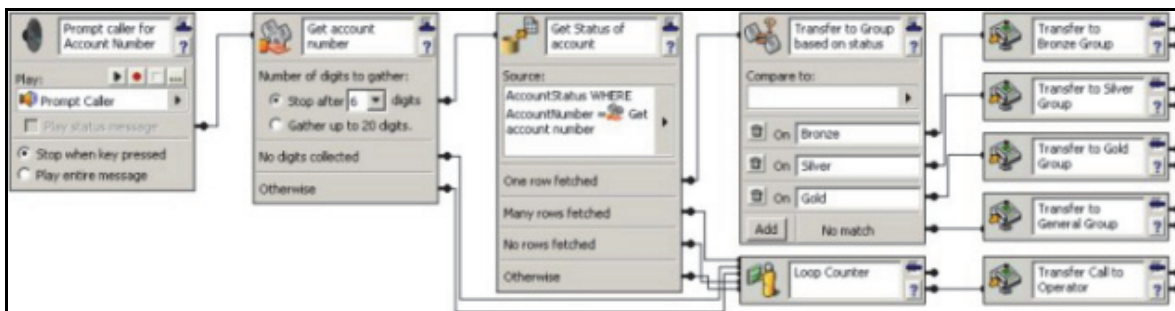 Prompt caller for
Account Number
?
Play:
...
Prompt Caller
Play status message
Stop when key pressed
Play entire message
Get account
number
?
Number of digits to gather:
Stop after 6 digits
Gather up to 20 digits.
No digits collected
Otherwise
Get Status of
account
?
Source:
AccountStatus WHERE
AccountNumber = Get
account number
One row fetched
Many rows fetched
No rows fetched
Otherwise
Transfer to Group
based on status
?
Compare to:
On Bronze
On Silver
On Gold
Add No match
Loop Counter
?
Transfer to
Bronze Group
?
Transfer to Silver
Group
?
Transfer to Gold
Group
?
Transfer to
General Group
?
Transfer Call to
Operator
?